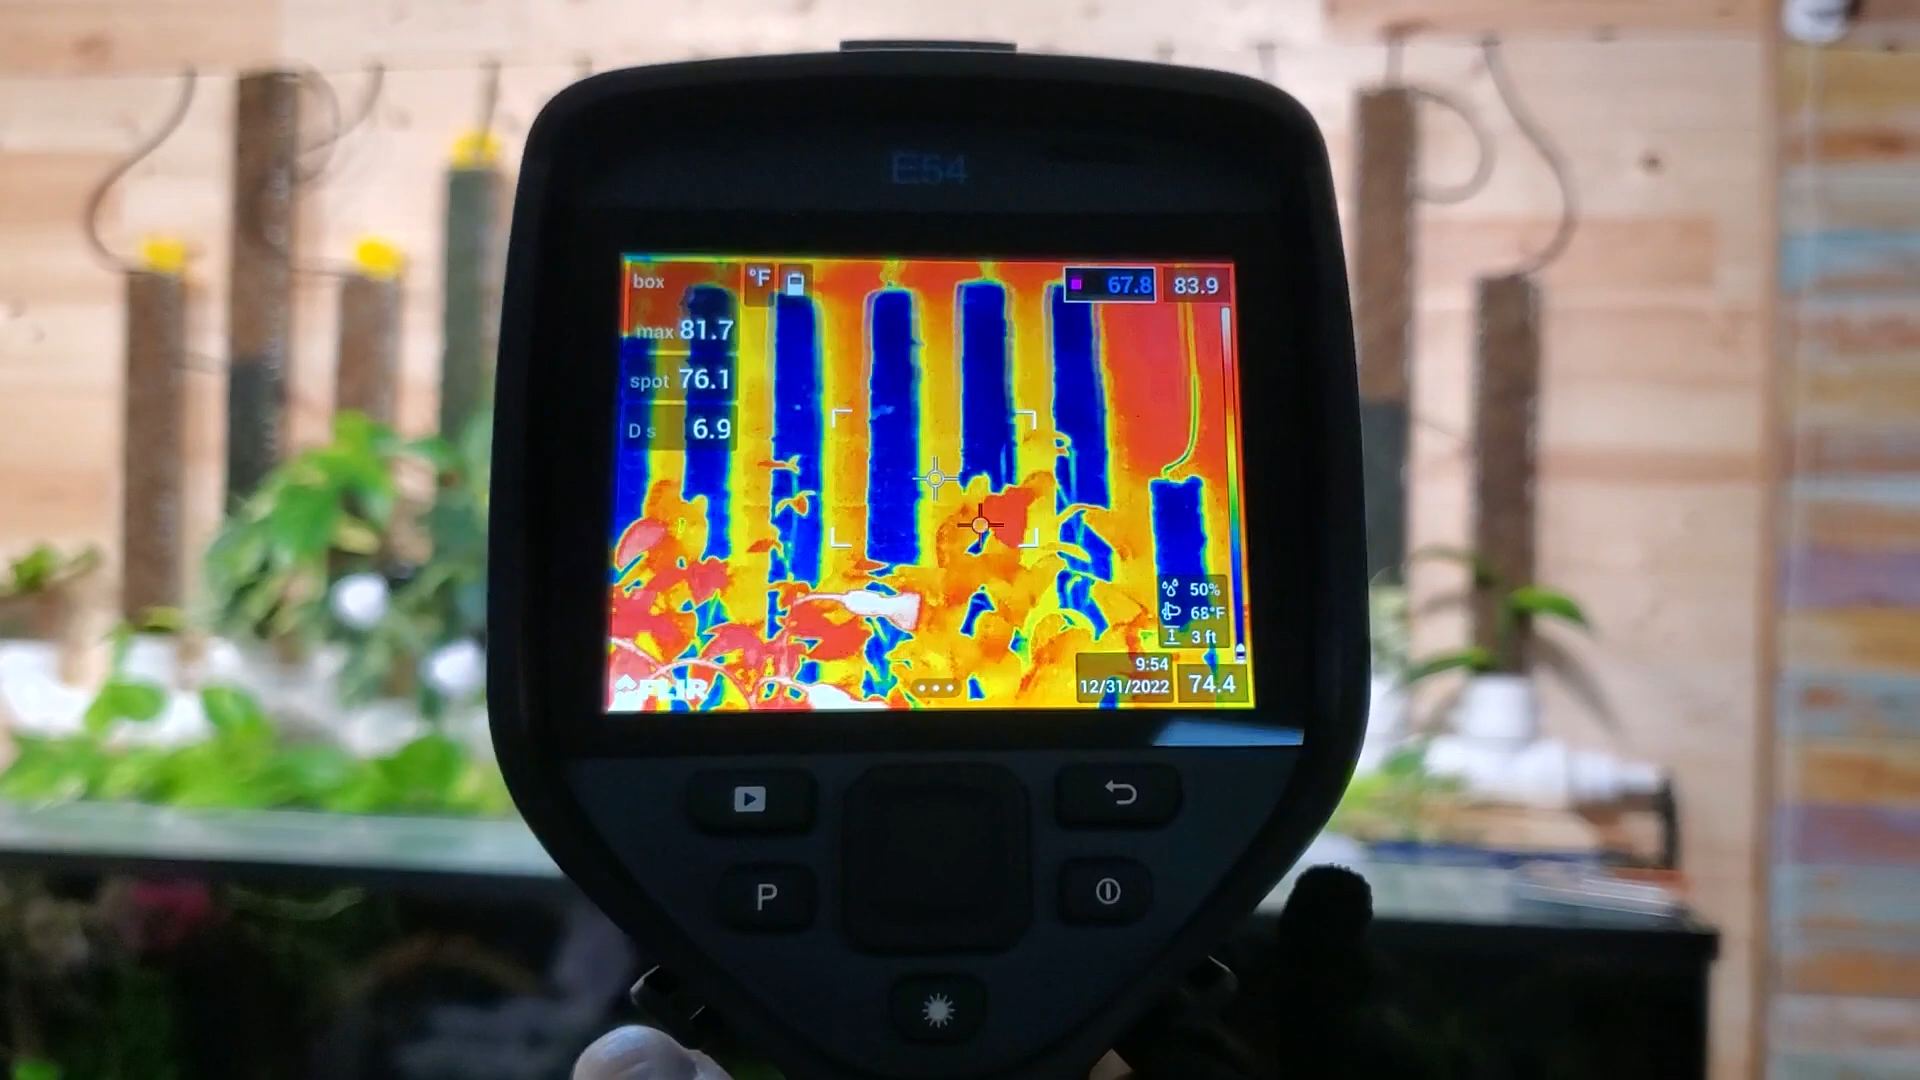 E54
box °F 67.8 83.9
max 81.7
spot 76.1
D s 6.9
50%
68°F
3 ft
9:54
12/31/2022 74.4
FLIR
P